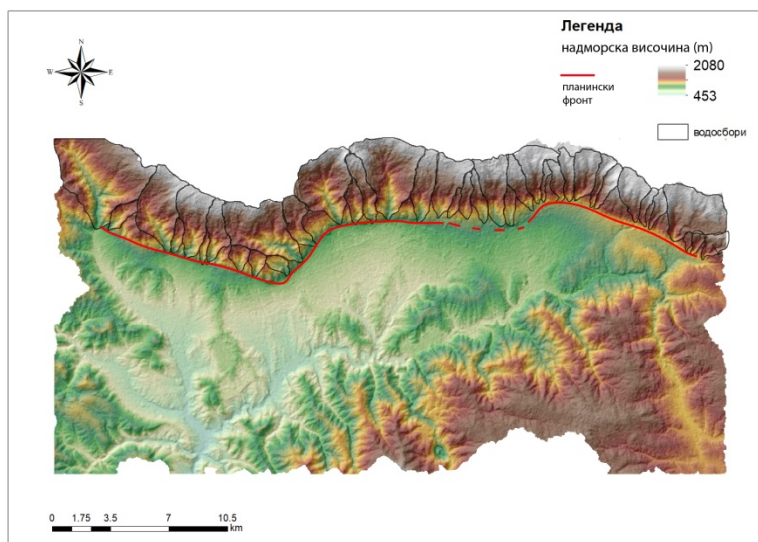 Легенда
надморска височина (m)
2080
планински
фронт
453
водосбори
N
W E
S
0 1.75 3.5 7 10.5
km